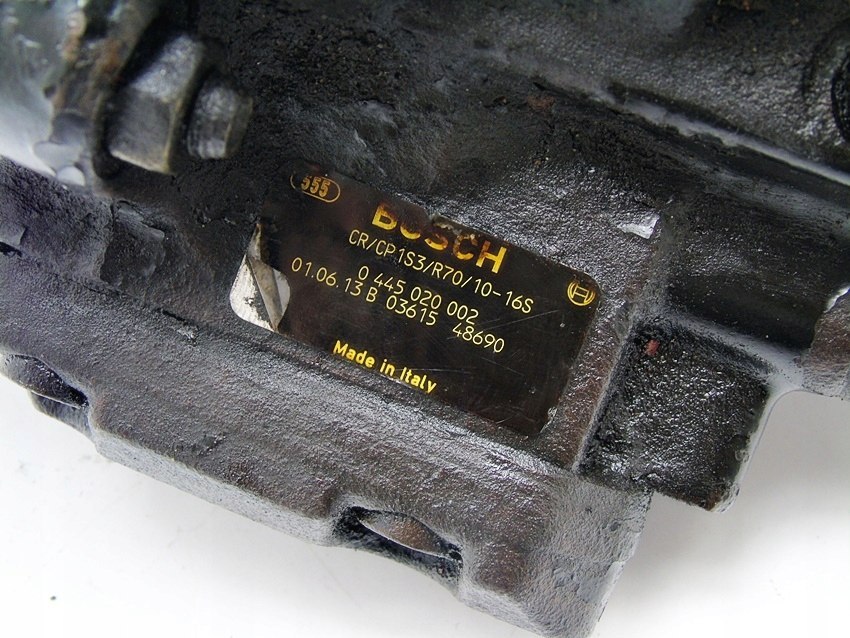 555
BOSCH
CR/CP1S3/R70/10-16S
0 445 020 002
01.06.13 B 03615 48690
Made in Italy